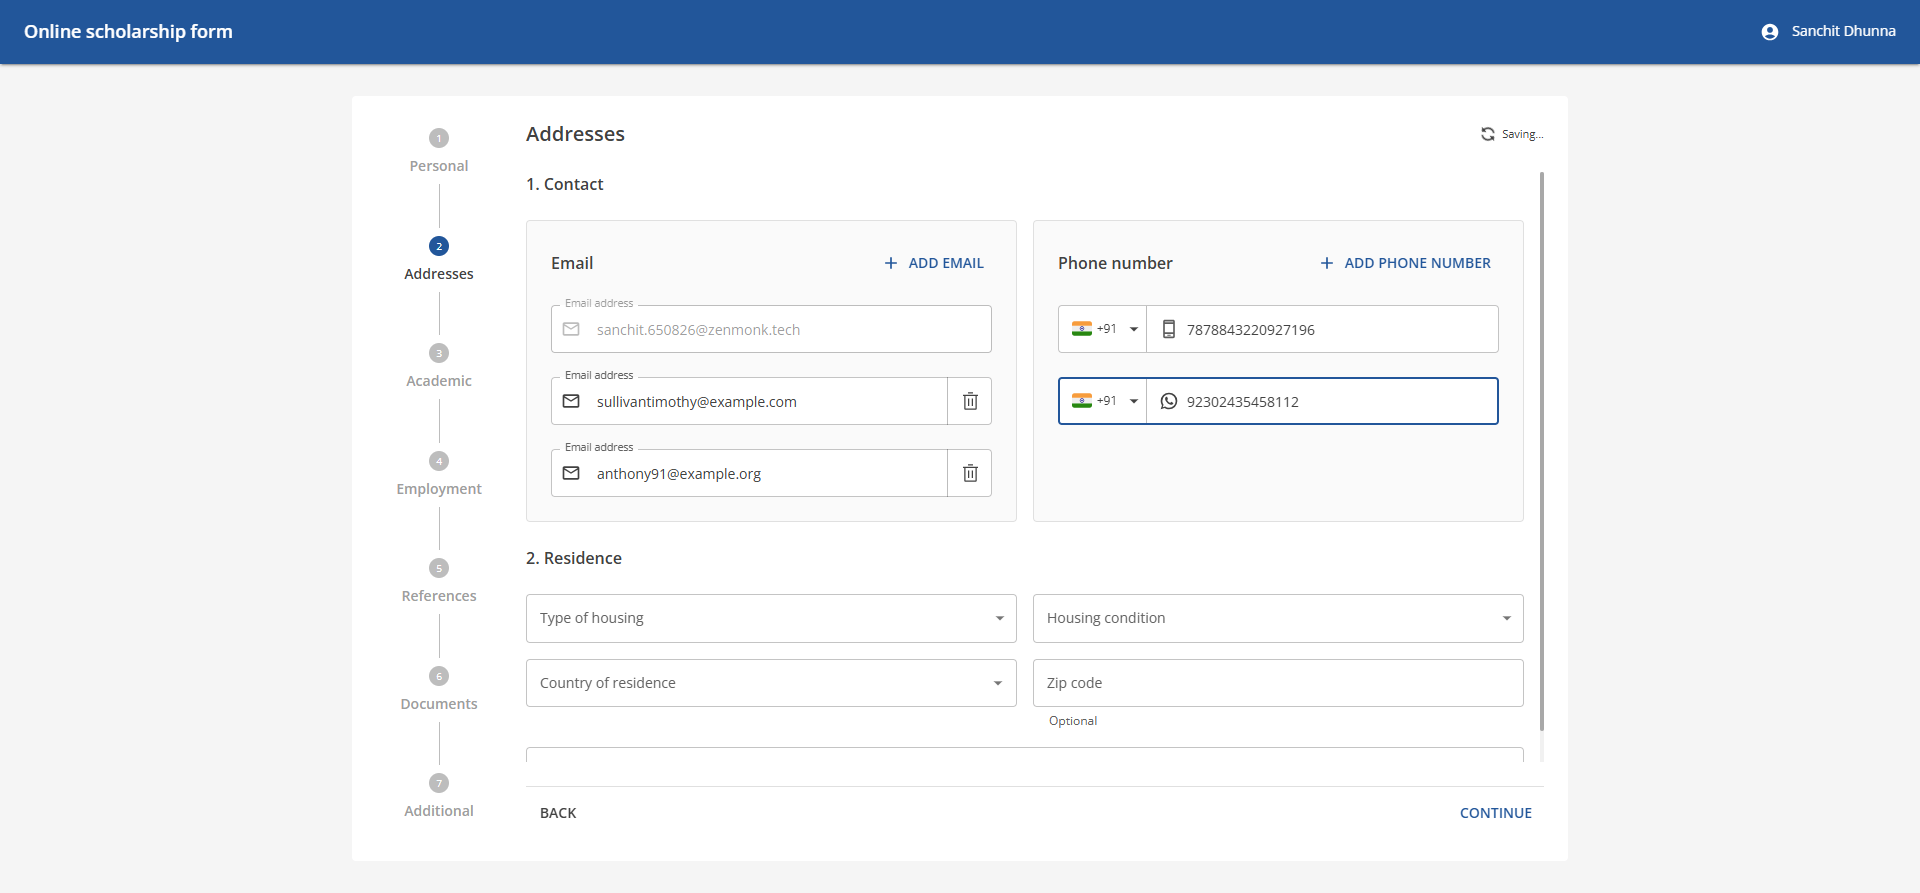 Online scholarship form
Sanchit Dhunna
1
Personal
2
Addresses
3
Academic
4
Employment
5
References
6
Documents
7
Additional
Addresses
Saving...
1. Contact
Email
ADD EMAIL
Email address
sanchit.650826@zenmonk.tech
Email address
sullivantimothy@example.com
Email address
anthony91@example.org
Phone number
ADD PHONE NUMBER
+91 7878843220927196
+91 92302435458112
2. Residence
Type of housing
Housing condition
Country of residence
Zip code
Optional
BACK
CONTINUE